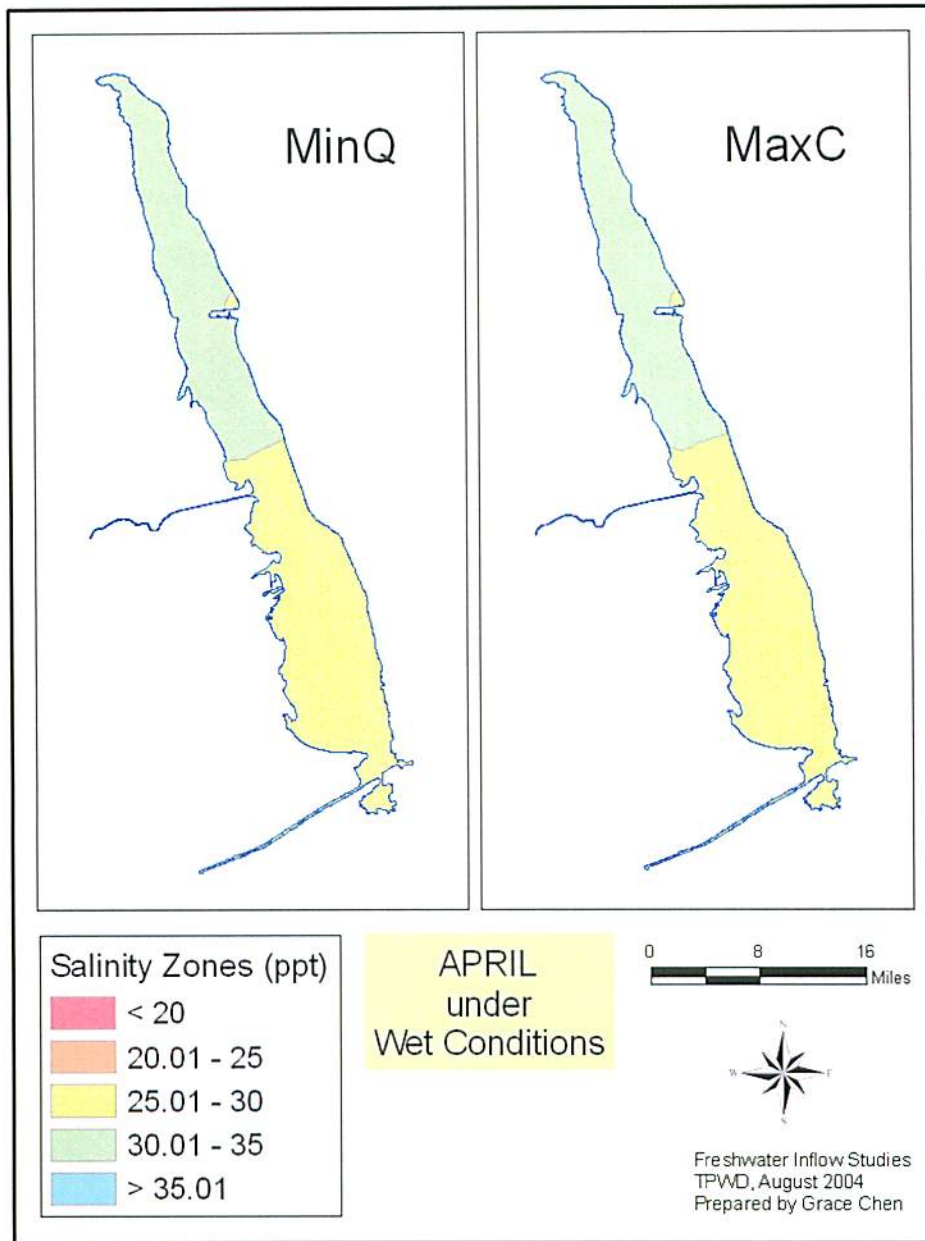 MinQ
MaxC
Salinity Zones (ppt)
< 20
20.01 - 25
25.01 - 30
30.01 - 35
> 35.01
APRIL
under
Wet Conditions
0 8 16
Miles
N
W E
S
Freshwater Inflow Studies
TPWD, August 2004
Prepared by Grace Chen